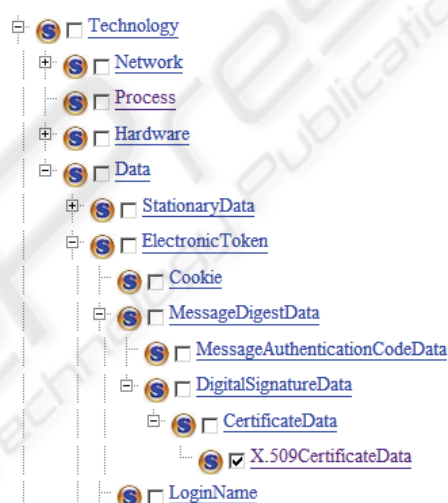 Technology
Network
Process
Hardware
Data
StationaryData
ElectronicToken
Cookie
MessageDigestData
MessageAuthenticationCodeData
DigitalSignatureData
CertificateData
X.509CertificateData
LoginName